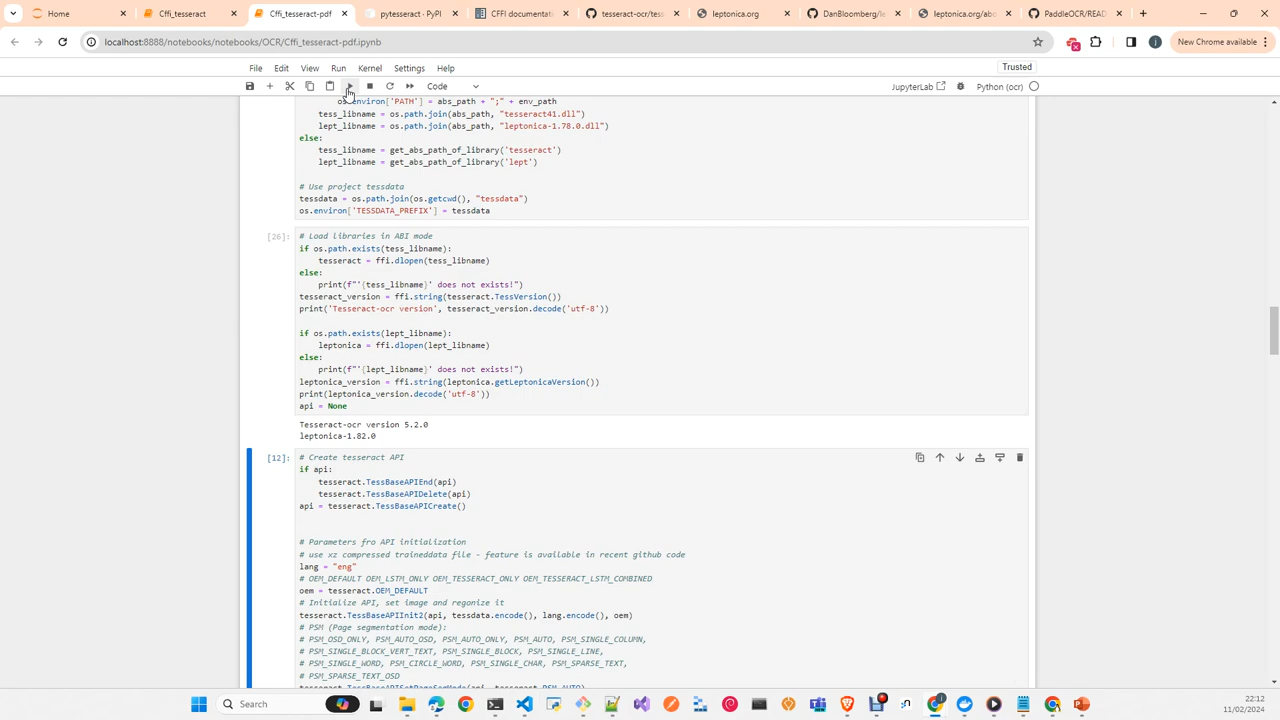 Home
Cffi_tesseract
Cffi_tesseract-pdf
pytesseract · PyPI
CFFI documentation
tesseract-ocr/tess
leptonica.org
DanBloomberg/le
leptonica.org/abo
PaddleOCR/READ
localhost:8888/notebooks/notebooks/OCR/Cffi_tesseract-pdf.ipynb
New Chrome available
File Edit View Run Kernel Settings Help
Trusted
Code
JupyterLab
Python (ocr)
os.environ['PATH'] = abs_path + ";" + env_path
tess_libname = os.path.join(abs_path, "tesseract41.dll")
lept_libname = os.path.join(abs_path, "leptonica-1.78.0.dll")
else:
tess_libname = get_abs_path_of_library('tesseract')
lept_libname = get_abs_path_of_library('lept')
# Use project tessdata
tessdata = os.path.join(os.getcwd(), "tessdata")
os.environ['TESSDATA_PREFIX'] = tessdata
[26]:
# Load libraries in ABI mode
if os.path.exists(tess_libname):
tesseract = ffi.dlopen(tess_libname)
else:
print(f"'{tess_libname}' does not exists!")
tesseract_version = ffi.string(tesseract.TessVersion())
print('Tesseract-ocr version', tesseract_version.decode('utf-8'))
if os.path.exists(lept_libname):
leptonica = ffi.dlopen(lept_libname)
else:
print(f"'{lept_libname}' does not exists!")
leptonica_version = ffi.string(leptonica.getLeptonicaVersion())
print(leptonica_version.decode('utf-8'))
api = None
Tesseract-ocr version 5.2.0
leptonica-1.82.0
[12]:
# Create tesseract API
if api:
tesseract.TessBaseAPIEnd(api)
tesseract.TessBaseAPIDelete(api)
api = tesseract.TessBaseAPICreate()
# Parameters fro API initialization
# use xz compressed traineddata file - feature is available in recent github code
lang = "eng"
# OEM_DEFAULT OEM_LSTM_ONLY OEM_TESSERACT_ONLY OEM_TESSERACT_LSTM_COMBINED
oem = tesseract.OEM_DEFAULT
# Initialize API, set image and regonize it
tesseract.TessBaseAPIInit2(api, tessdata.encode(), lang.encode(), oem)
# PSM (Page segmentation mode):
# PSM_OSD_ONLY, PSM_AUTO_OSD, PSM_AUTO_ONLY, PSM_AUTO, PSM_SINGLE_COLUMN,
# PSM_SINGLE_BLOCK_VERT_TEXT, PSM_SINGLE_BLOCK, PSM_SINGLE_LINE,
# PSM_SINGLE_WORD, PSM_CIRCLE_WORD, PSM_SINGLE_CHAR, PSM_SPARSE_TEXT,
# PSM_SPARSE_TEXT_OSD
tesseract.TessBaseAPISetPageSegMode(api, tesseract.PSM_AUTO)
Search
22:12
11/02/2024